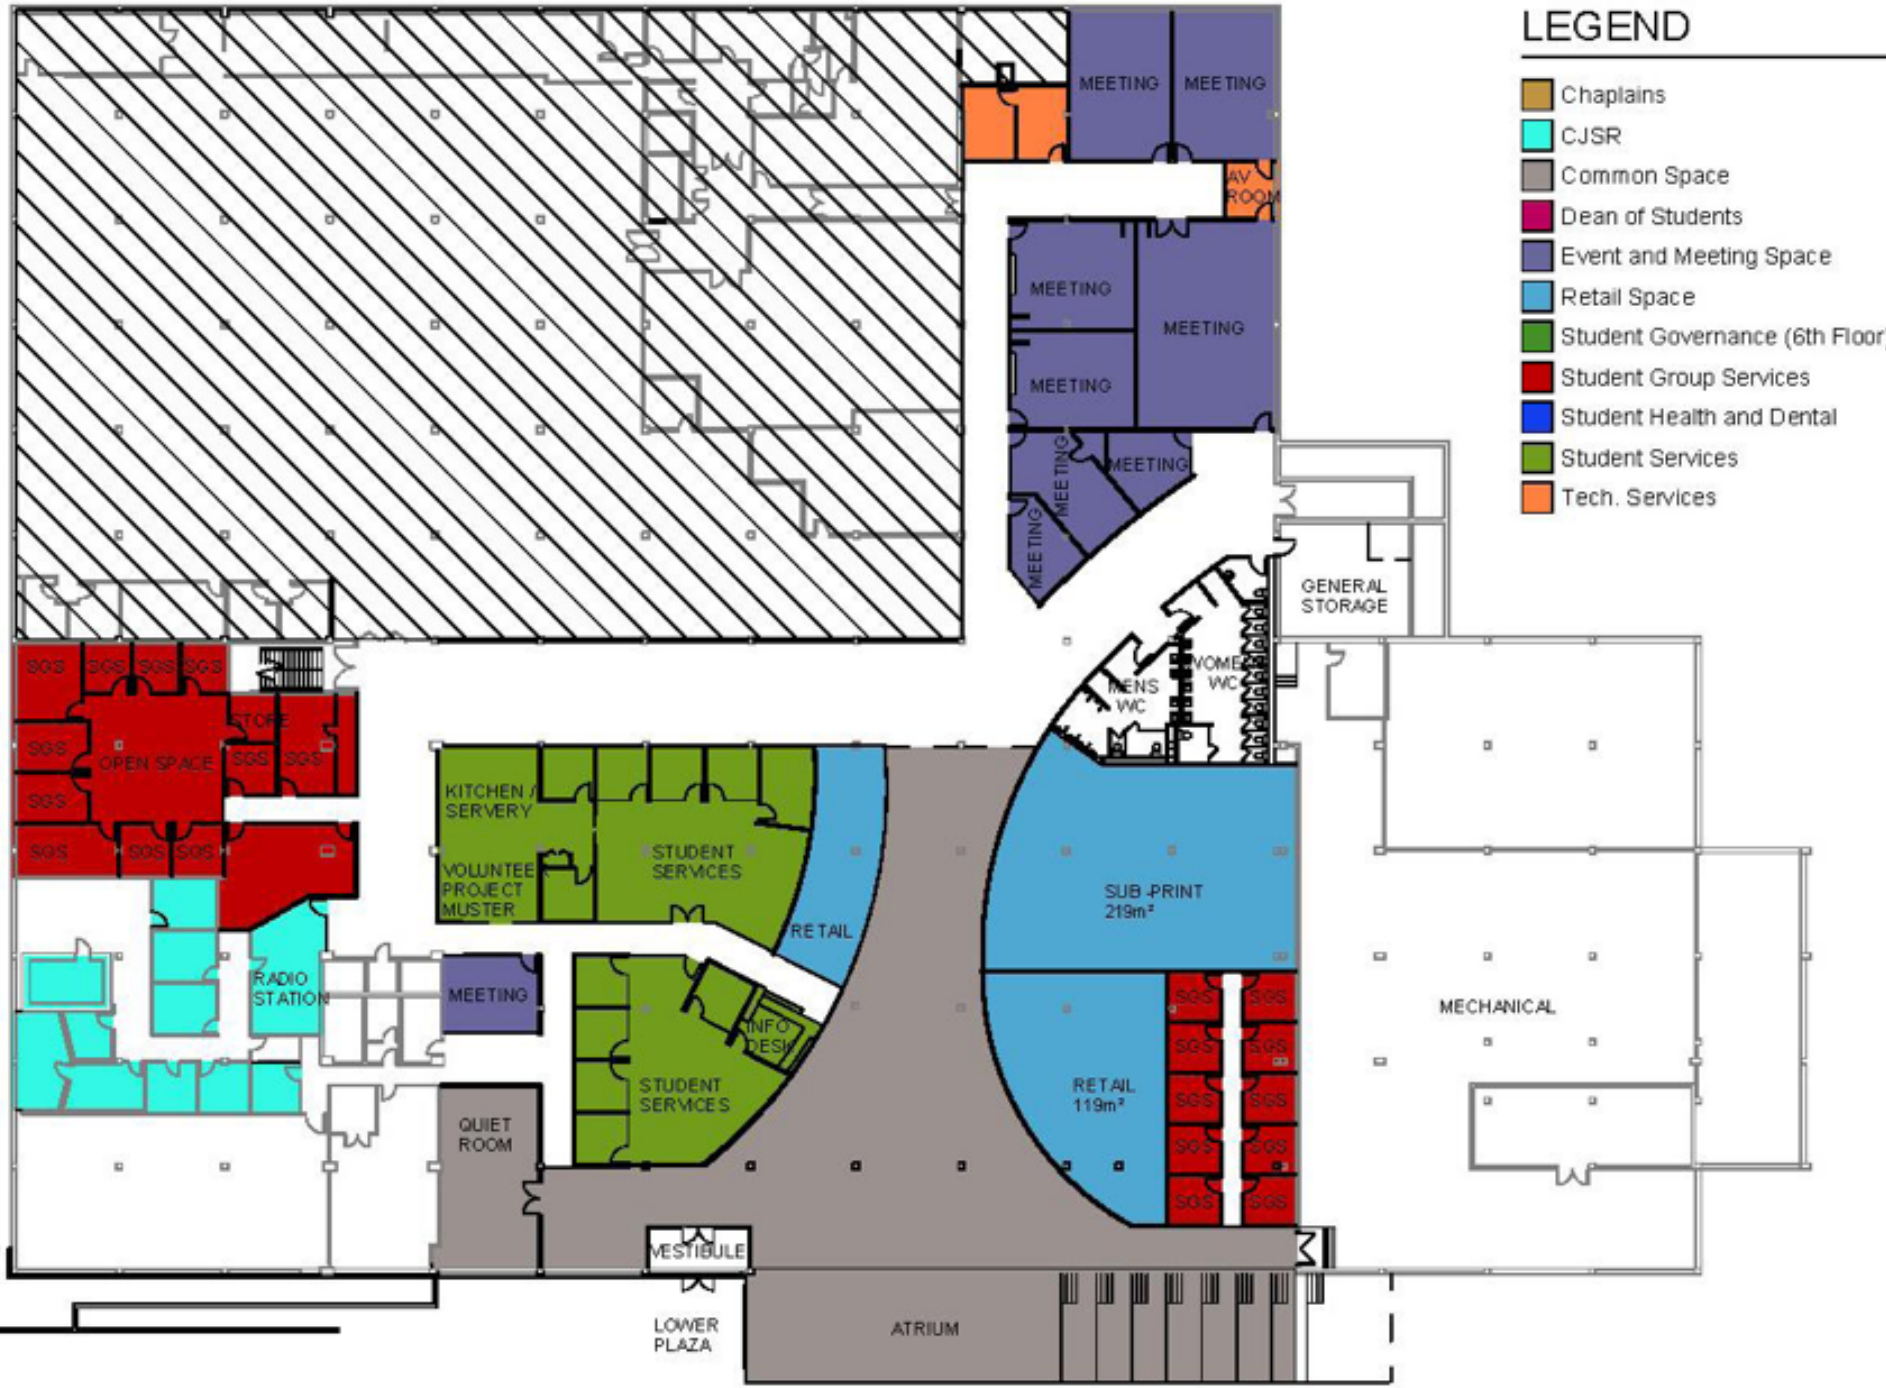 LEGEND
Chaplains
CJSR
Common Space
Dean of Students
Event and Meeting Space
Retail Space
Student Governance (6th Floor)
Student Group Services
Student Health and Dental
Student Services
Tech. Services
MEETING
MEETING
AV
ROOM
MEETING
MEETING
MEETING
MEETING
MEETING
MEETING
GENERAL
STORAGE
MENS
WC
WOME
WC
SGS
SGS
SGS
SGS
STORE
SGS
OPEN SPACE
SGS
SGS
SGS
SGS
SGS
SGS
KITCHEN /
SERVERY
VOLUNTEER
PROJECT
MUSTER
STUDENT
SERVICES
RETAIL
SUB-PRINT
219m²
RADIO
STATION
MEETING
INFO
DESK
STUDENT
SERVICES
RETAIL
119m²
SGS
SGS
SGS
SGS
SGS
SGS
SGS
SGS
SGS
SGS
MECHANICAL
QUIET
ROOM
VESTIBULE
LOWER
PLAZA
ATRIUM